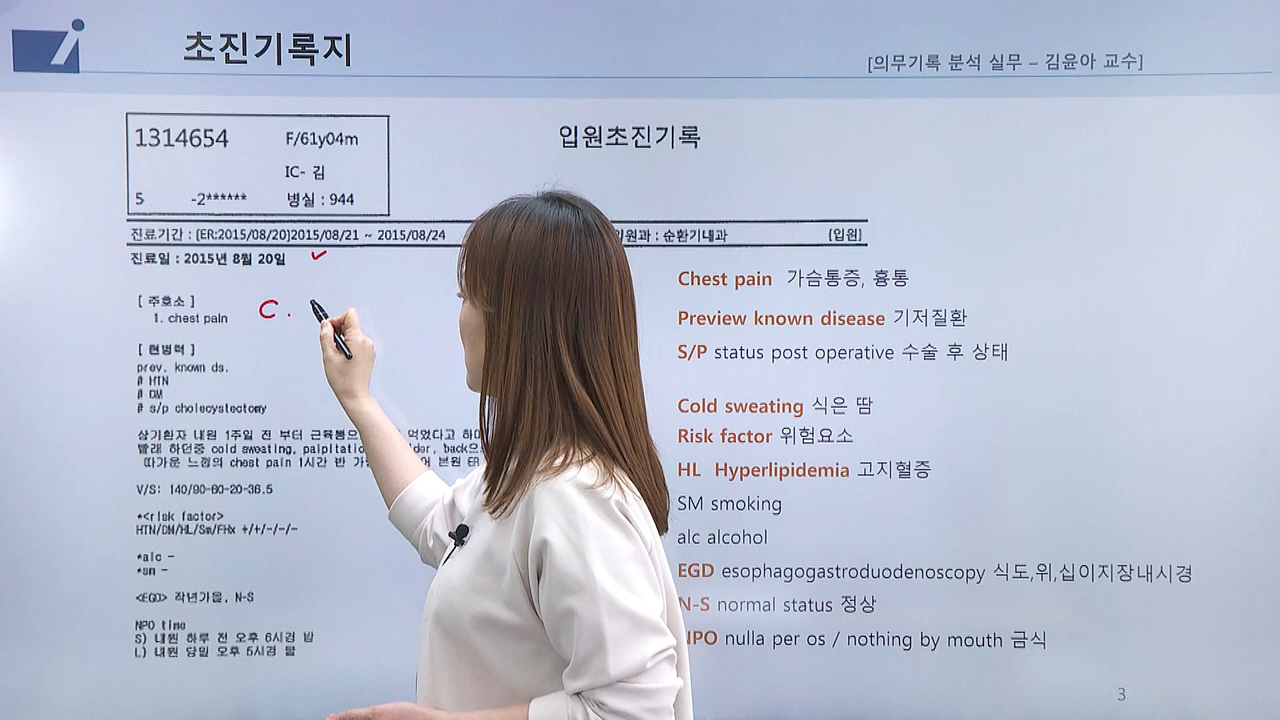 초진기록지
[의무기록 분석 실무 – 김윤아 교수]
1314654 F/61y04m
IC- 김
5 -2****** 병실 : 944
입원초진기록
진료기간 : [ER:2015/08/20]2015/08/21 ~ 2015/08/24 : 순환기내과 [입원]
진료일 : 2015년 8월 20일
[ 주호소 ]
1. chest pain
C.
[ 현병력 ]
prev. known ds.
# HTN
# DM
# s/p cholecystectomy
상기환자 내원 1주일 전 부터 먹었다고 하며
빨래 하던중 cold sweating,
따가운 느낌의 chest pain 1시간 반 본원 ER
V/S: 140/90-60-20-36.5
*<risk factor>
HTN/DM/HL/Sm/FHx +/+/-/-/-
*alc -
*sm -
<EGD> 작년가을, N-S
NPO time
S) 내원 하루 전 오후 6시경 밥
L) 내원 당일 오후 5시경 물
Chest pain 가슴통증, 흉통
Preview known disease 기저질환
S/P status post operative 수술 후 상태
Cold sweating 식은 땀
Risk factor 위험요소
HL Hyperlipidemia 고지혈증
SM smoking
alc alcohol
EGD esophagogastroduodenoscopy 식도,위,십이지장내시경
N-S normal status 정상
NPO nulla per os / nothing by mouth 금식
3